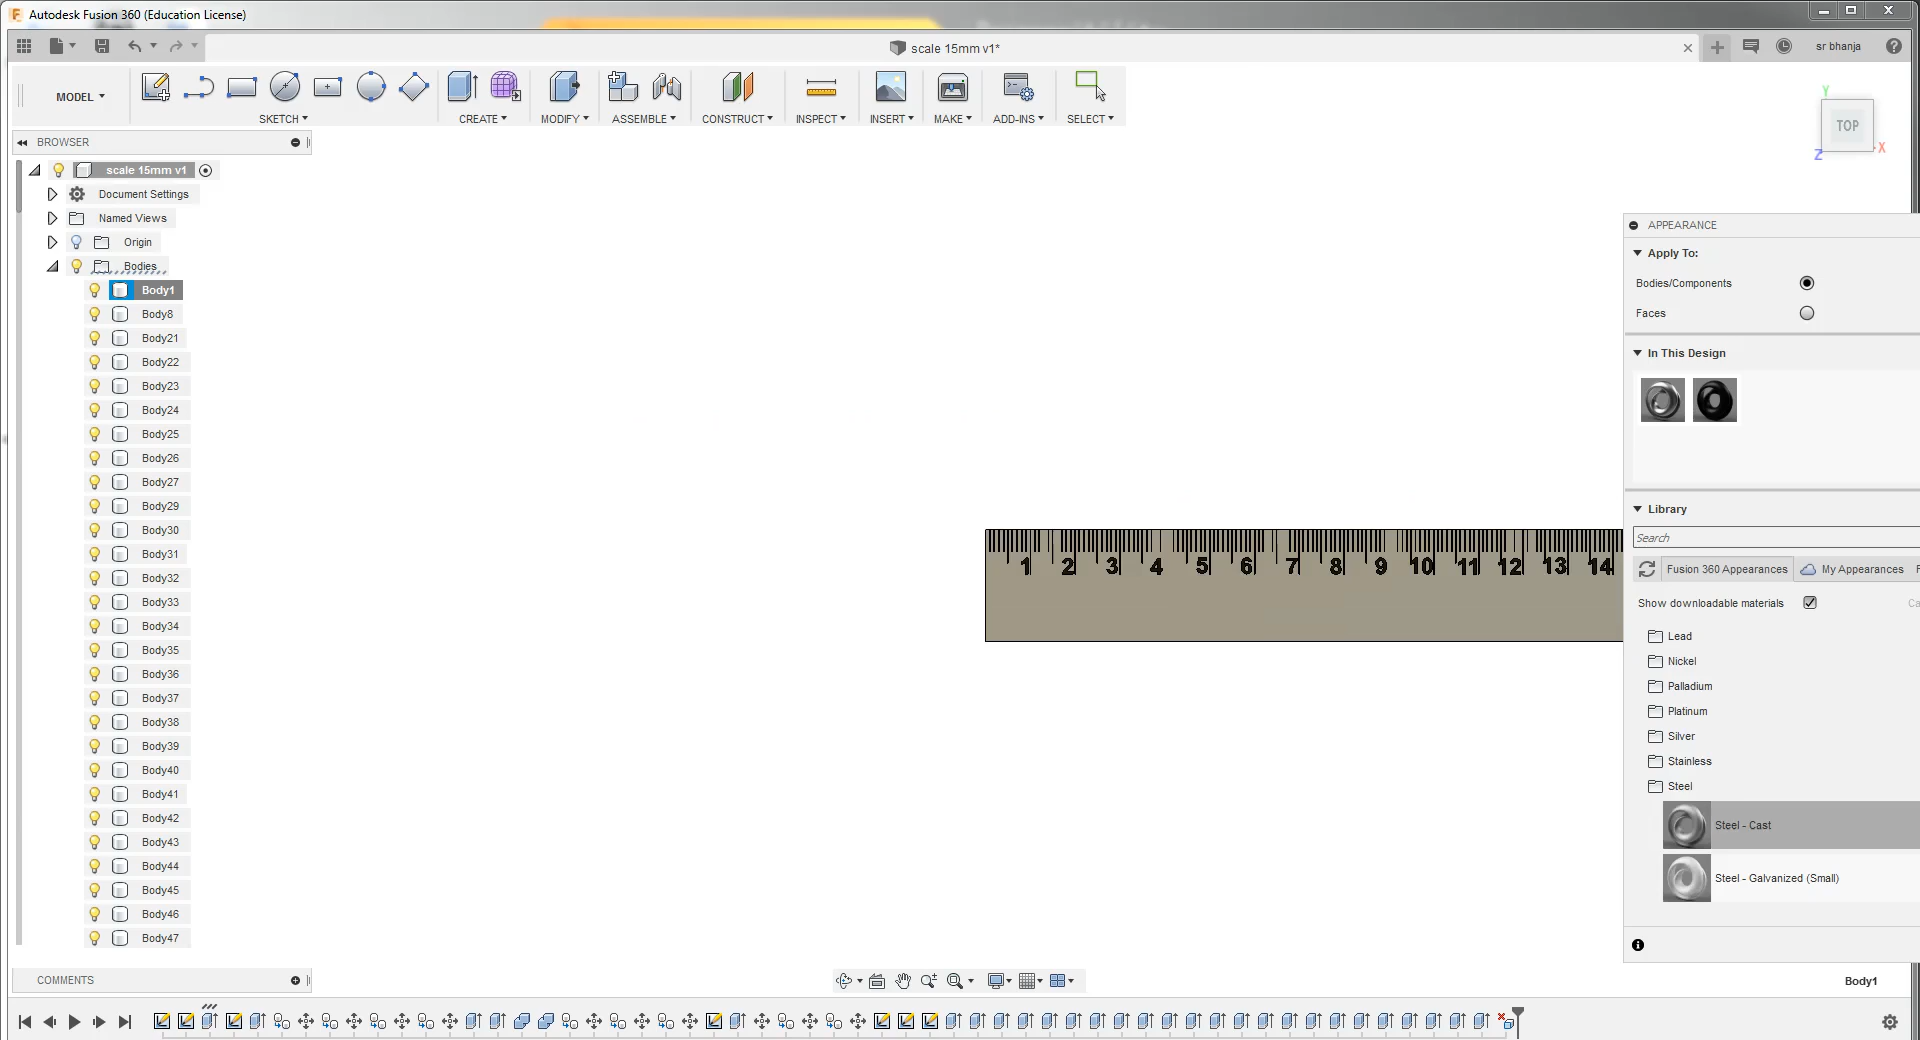 Autodesk Fusion 360 (Education License)
scale 15mm v1*
sr bhanja
MODEL
SKETCH
CREATE
MODIFY
ASSEMBLE
CONSTRUCT
INSPECT
INSERT
MAKE
ADD-INS
SELECT
Y
TOP
Z
X
BROWSER
scale 15mm v1
Document Settings
Named Views
Origin
Bodies
Body1
Body8
Body21
Body22
Body23
Body24
Body25
Body26
Body27
Body29
Body30
Body31
Body32
Body33
Body34
Body35
Body36
Body37
Body38
Body39
Body40
Body41
Body42
Body43
Body44
Body45
Body46
Body47
COMMENTS
1 2 3 4 5 6 7 8 9 10 11 12 13 14
APPEARANCE
Apply To:
Bodies/Components
Faces
In This Design
Library
Search
Fusion 360 Appearances
My Appearances
Show downloadable materials
Lead
Nickel
Palladium
Platinum
Silver
Stainless
Steel
Steel - Cast
Steel - Galvanized (Small)
Body1